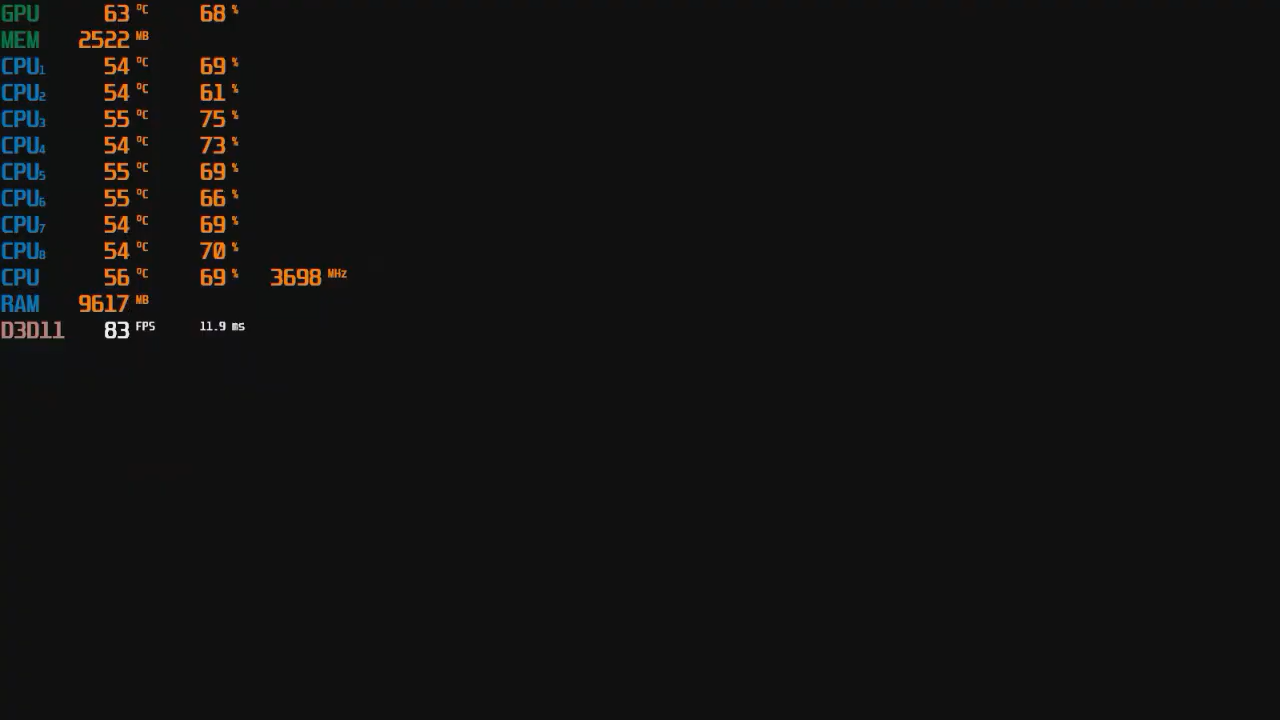 GPU 63 °C 68 %
MEM 2522 MB
CPU1 54 °C 69 %
CPU2 54 °C 61 %
CPU3 55 °C 75 %
CPU4 54 °C 73 %
CPU5 55 °C 69 %
CPU6 55 °C 66 %
CPU7 54 °C 69 %
CPU8 54 °C 70 %
CPU 56 °C 69 % 3698 MHz
RAM 9617 MB
D3D11 83 FPS 11.9 ms